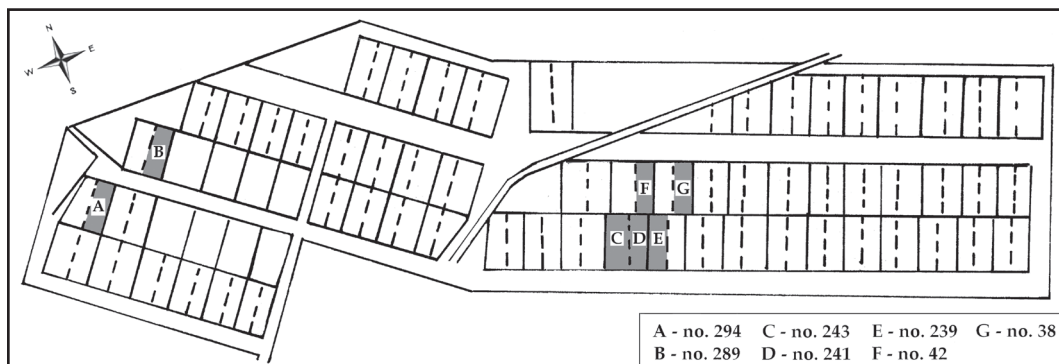 N
W E
S
B
A
F G
C D E
A - no. 294 C - no. 243 E - no. 239 G - no. 38
B - no. 289 D - no. 241 F - no. 42